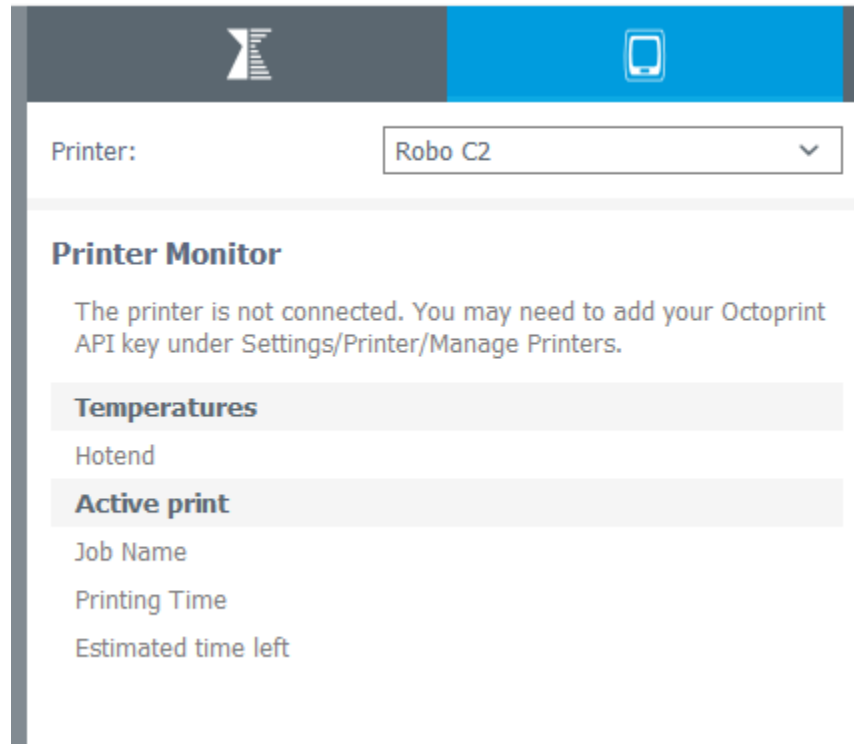 Printer:
Robo C2
Printer Monitor
The printer is not connected. You may need to add your Octoprint
API key under Settings/Printer/Manage Printers.
Temperatures
Hotend
Active print
Job Name
Printing Time
Estimated time left